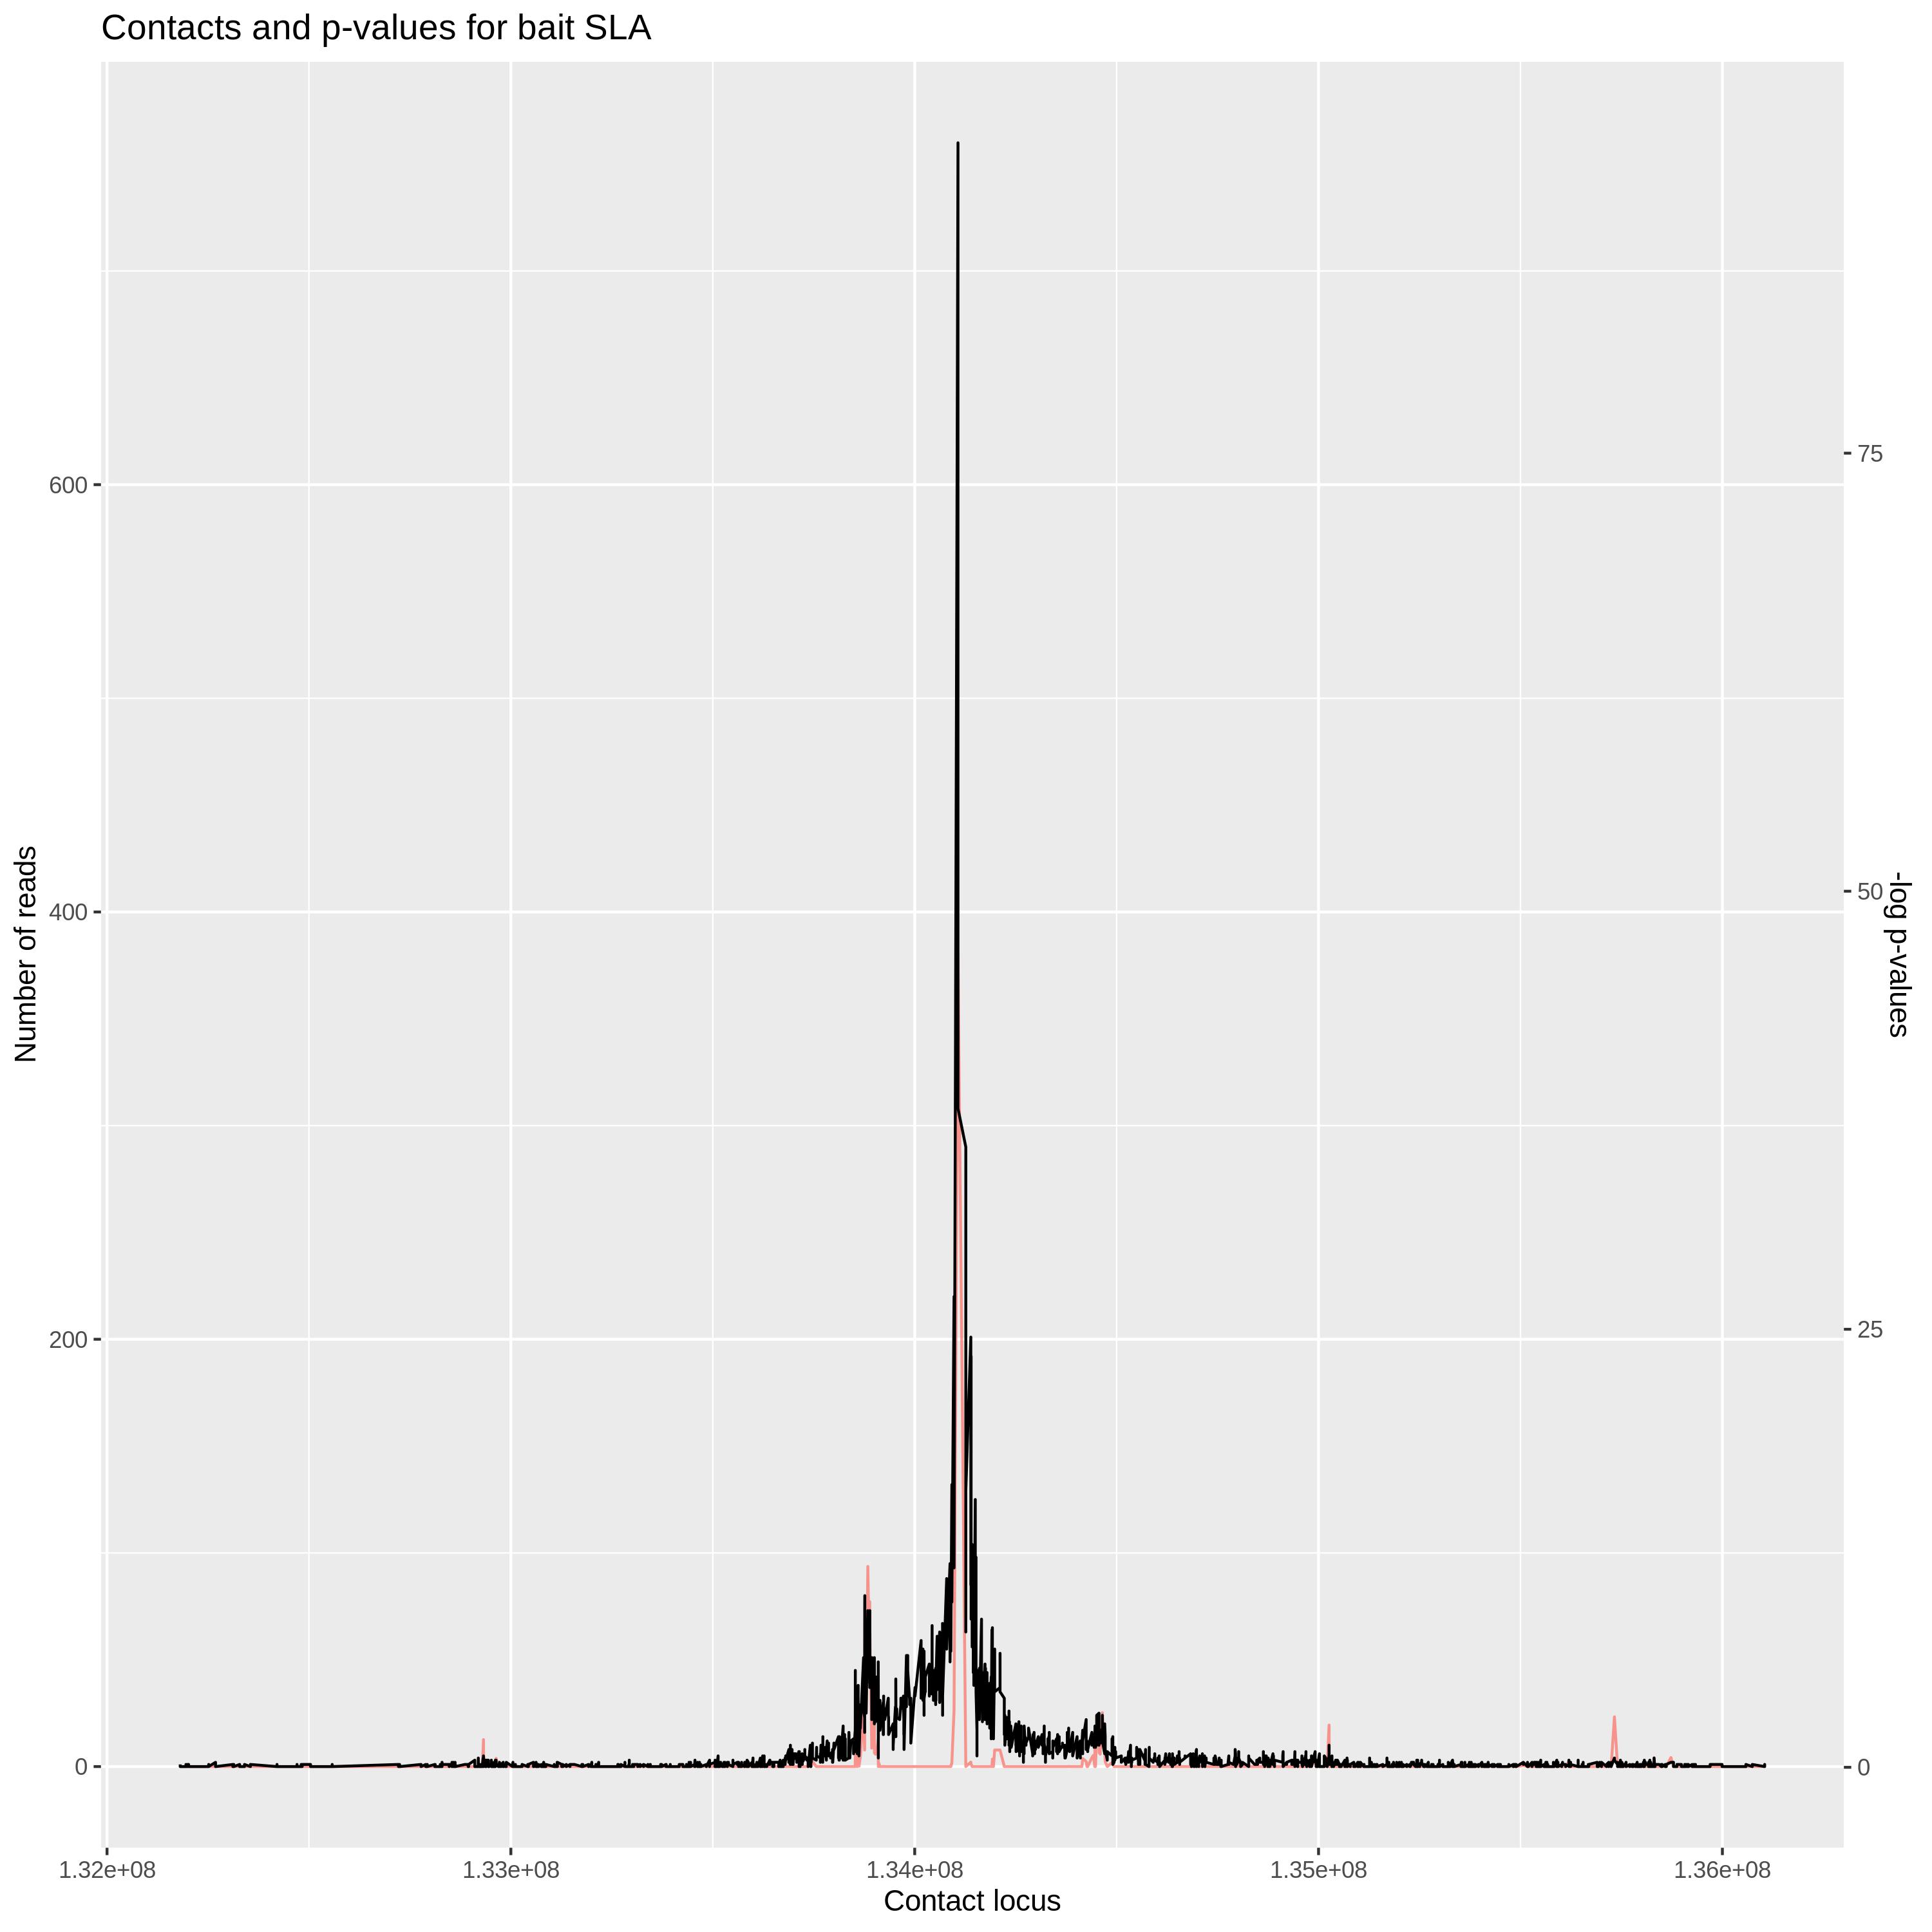 Contacts and p-values for bait SLA
Number of reads
600
400
200
0
75
50
25
0
-log p-values
1.32e+08
1.33e+08
1.34e+08
1.35e+08
1.36e+08
Contact locus